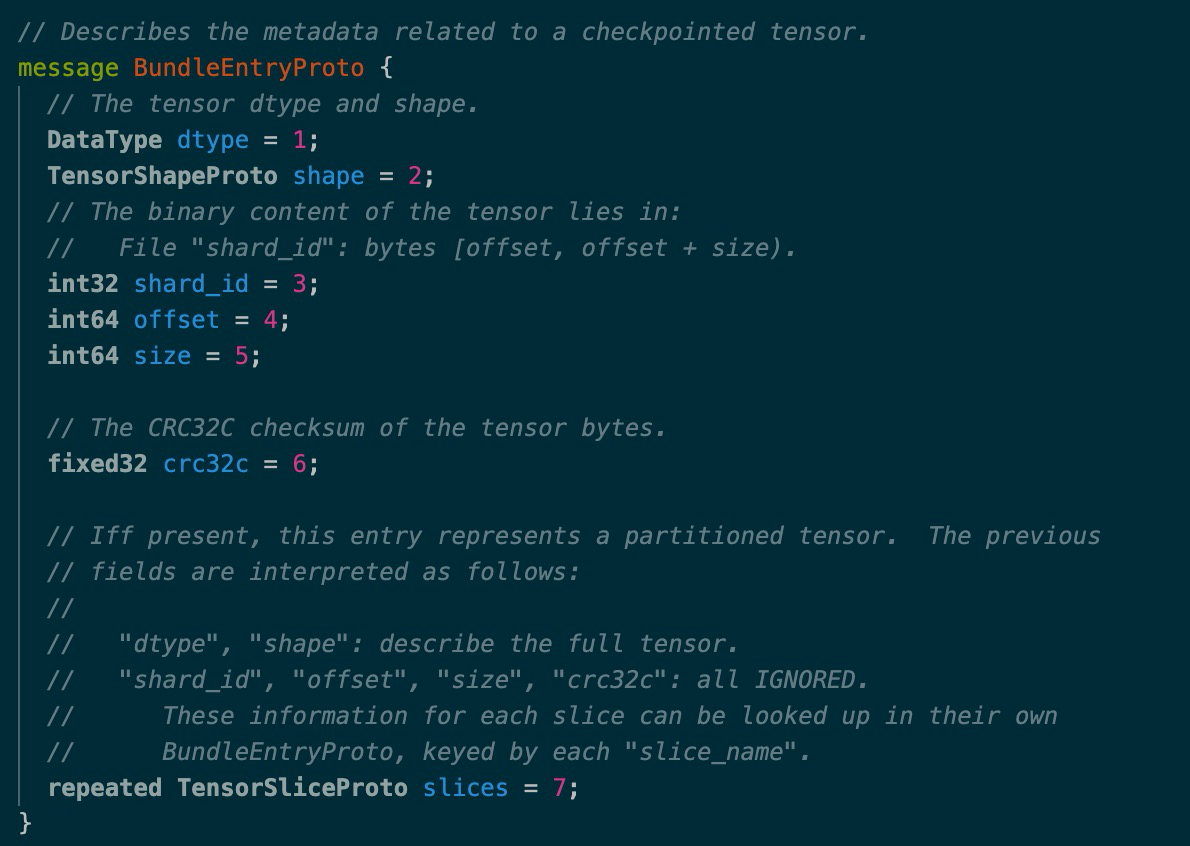 // Describes the metadata related to a checkpointed tensor.
message BundleEntryProto {
  // The tensor dtype and shape.
  DataType dtype = 1;
  TensorShapeProto shape = 2;
  // The binary content of the tensor lies in:
  //   File "shard_id": bytes [offset, offset + size).
  int32 shard_id = 3;
  int64 offset = 4;
  int64 size = 5;

  // The CRC32C checksum of the tensor bytes.
  fixed32 crc32c = 6;

  // Iff present, this entry represents a partitioned tensor.  The previous
  // fields are interpreted as follows:
  //
  //   "dtype", "shape": describe the full tensor.
  //   "shard_id", "offset", "size", "crc32c": all IGNORED.
  //      These information for each slice can be looked up in their own
  //      BundleEntryProto, keyed by each "slice_name".
  repeated TensorSliceProto slices = 7;
}